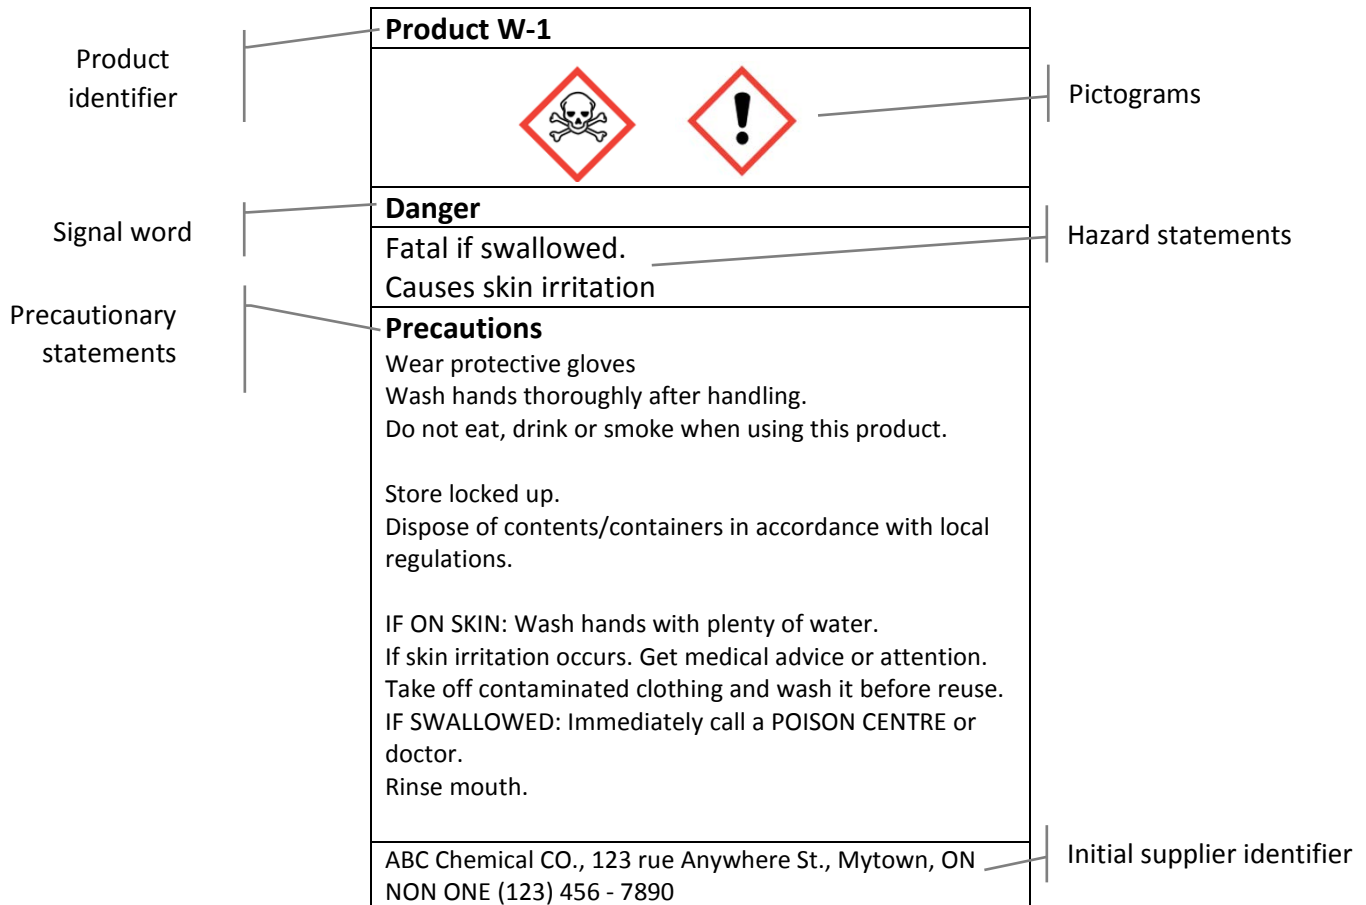 Product W-1
Product
identifier
Pictograms
Danger
Signal word
Fatal if swallowed.
Causes skin irritation
Hazard statements
Precautionary
statements
Precautions
Wear protective gloves
Wash hands thoroughly after handling.
Do not eat, drink or smoke when using this product.
Store locked up.
Dispose of contents/containers in accordance with local
regulations.
IF ON SKIN: Wash hands with plenty of water.
If skin irritation occurs. Get medical advice or attention.
Take off contaminated clothing and wash it before reuse.
IF SWALLOWED: Immediately call a POISON CENTRE or
doctor.
Rinse mouth.
ABC Chemical CO., 123 rue Anywhere St., Mytown, ON
NON ONE (123) 456 - 7890
Initial supplier identifier